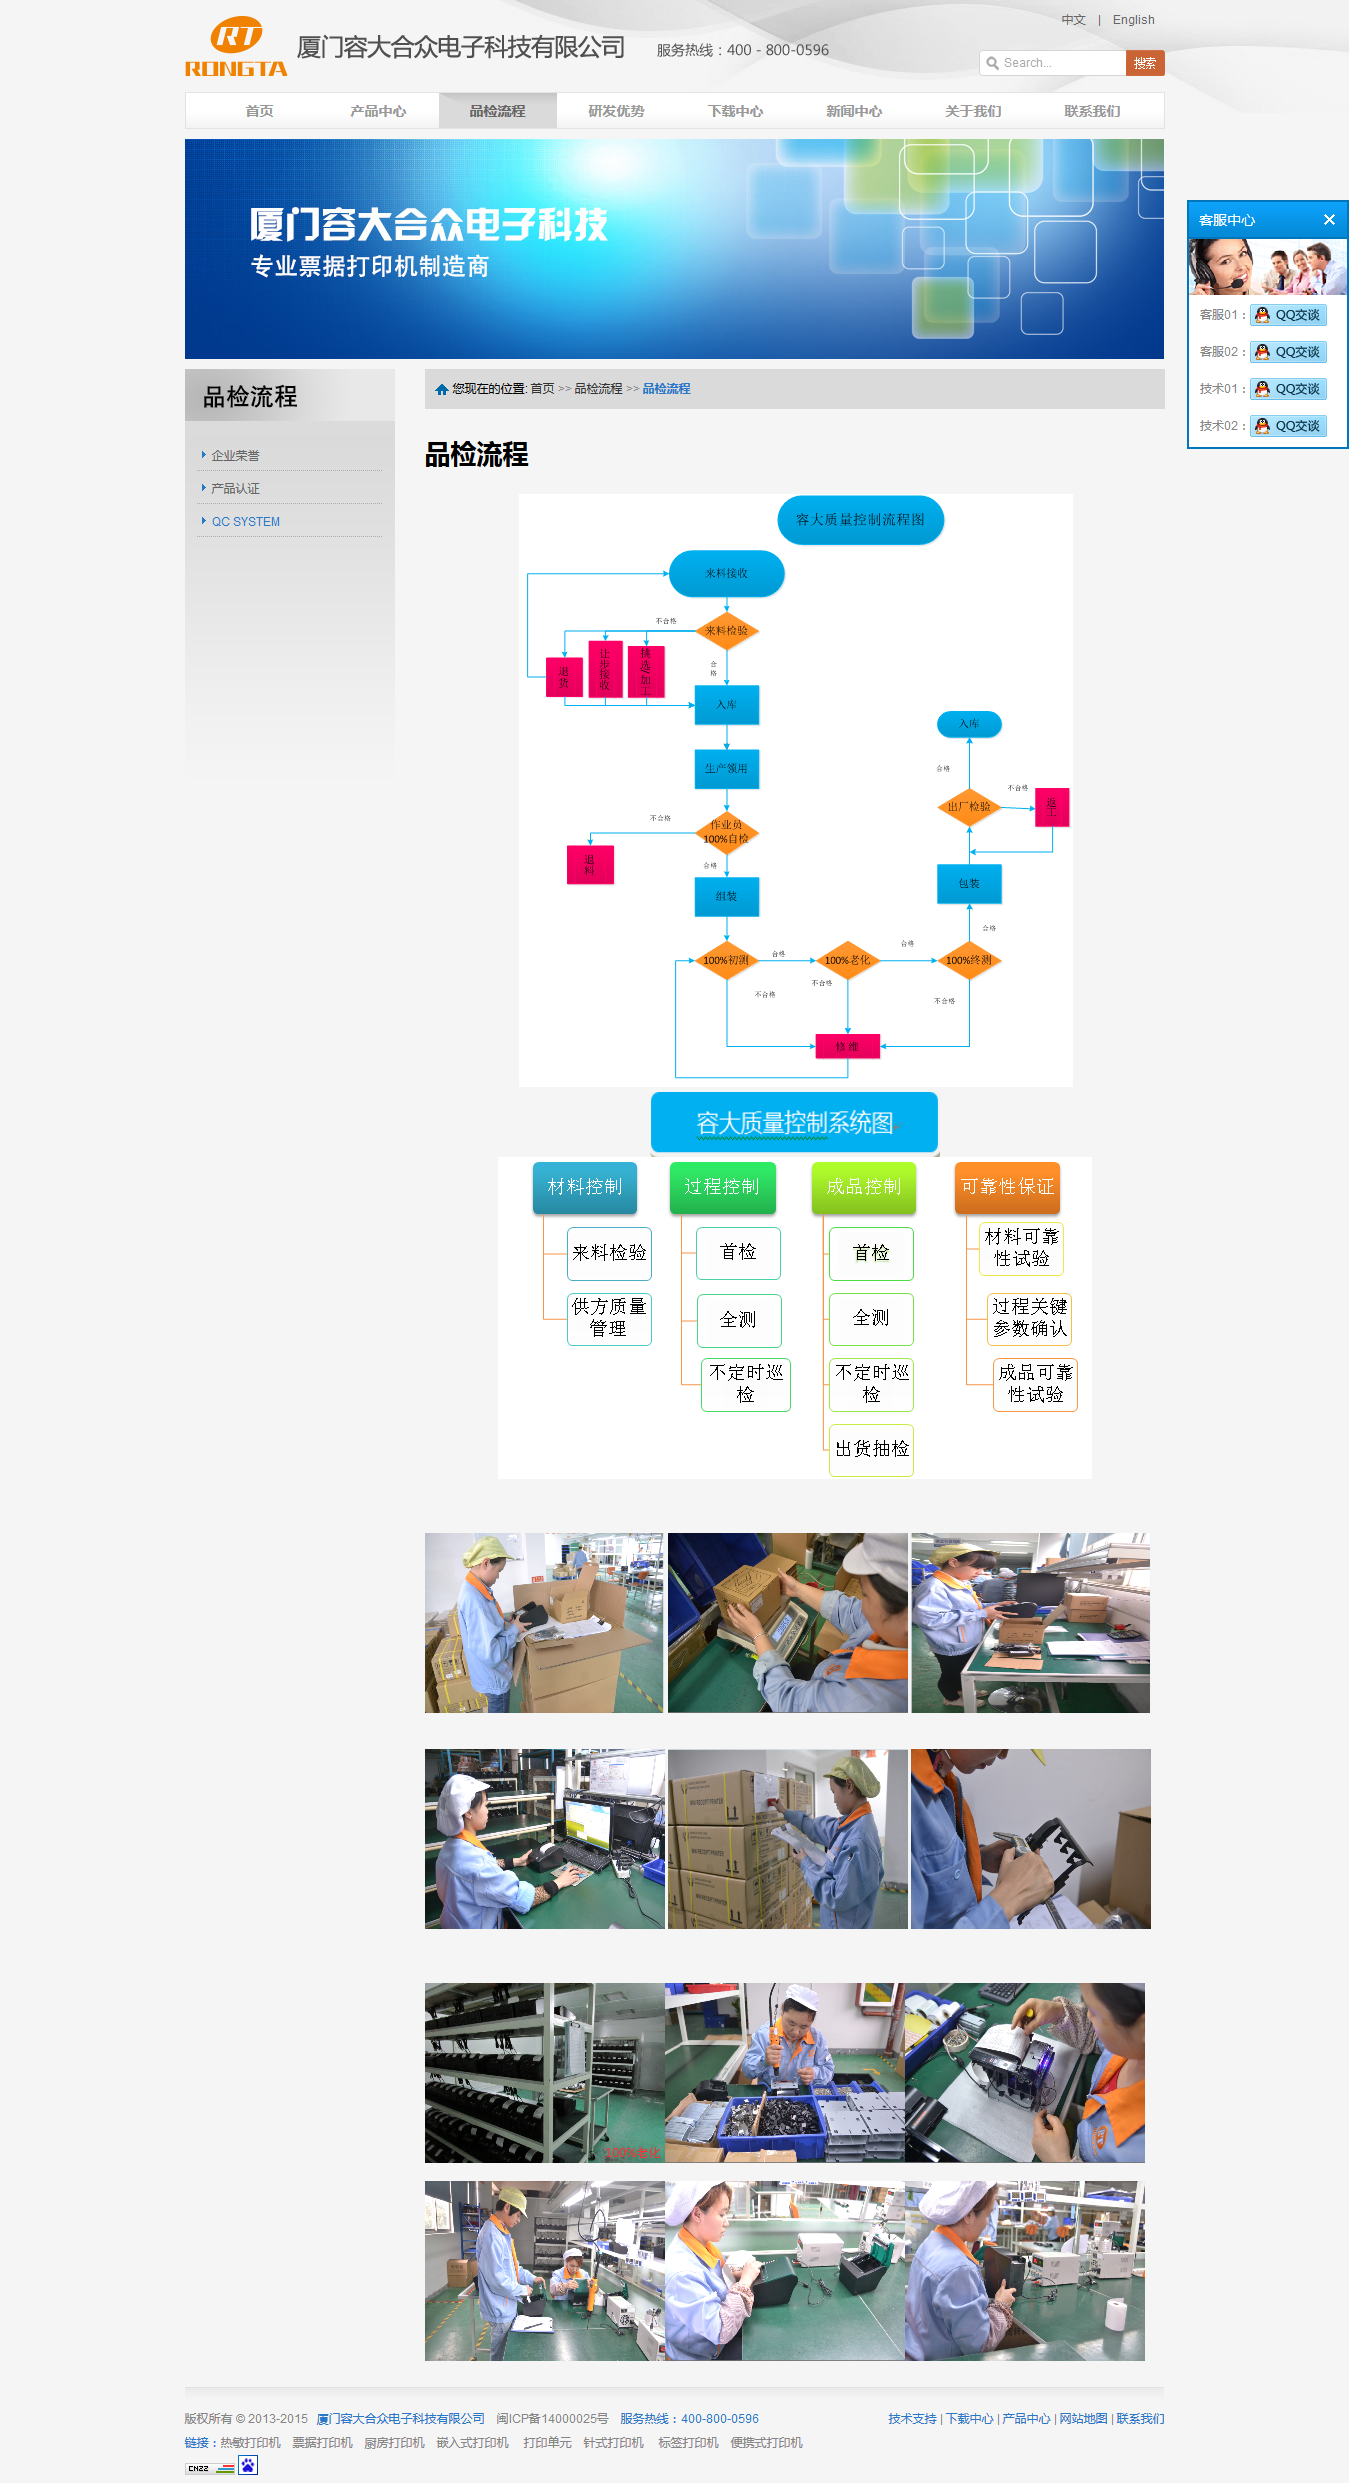 中文 | English
RT
RONGTA
厦门容大合众电子科技有限公司
服务热线：400 - 800-0596
Search...
搜索
首页 产品中心 品检流程 研发优势 下载中心 新闻中心 关于我们 联系我们
厦门容大合众电子科技
专业票据打印机制造商
客服中心 ×
客服01： QQ交谈
客服02： QQ交谈
技术01： QQ交谈
技术02： QQ交谈
品检流程
企业荣誉
产品认证
QC SYSTEM
您现在的位置: 首页 >> 品检流程 >> 品检流程
品检流程
容大质量控制流程图
来料接收
不合格
来料检验
退货
让步接收
挑选/加工
合格
入库
生产领用
不合格
作业员
100%自检
退料
合格
组装
100%初测
合格
100%老化
合格
100%终测
不合格
不合格
不合格
修 维
合格
包装
出厂检验
不合格
返工
合格
入库
容大质量控制系统图
材料控制 过程控制 成品控制 可靠性保证
来料检验
供方质量
管理
首检
全测
不定时巡
检
首检
全测
不定时巡
检
出货抽检
材料可靠
性试验
过程关键
参数确认
成品可靠
性试验
100%老化
版权所有 © 2013-2015 厦门容大合众电子科技有限公司 闽ICP备14000025号 服务热线：400-800-0596
技术支持 | 下载中心 | 产品中心 | 网站地图 | 联系我们
链接：热敏打印机 票据打印机 厨房打印机 嵌入式打印机 打印单元 针式打印机 标签打印机 便携式打印机
CNZZ